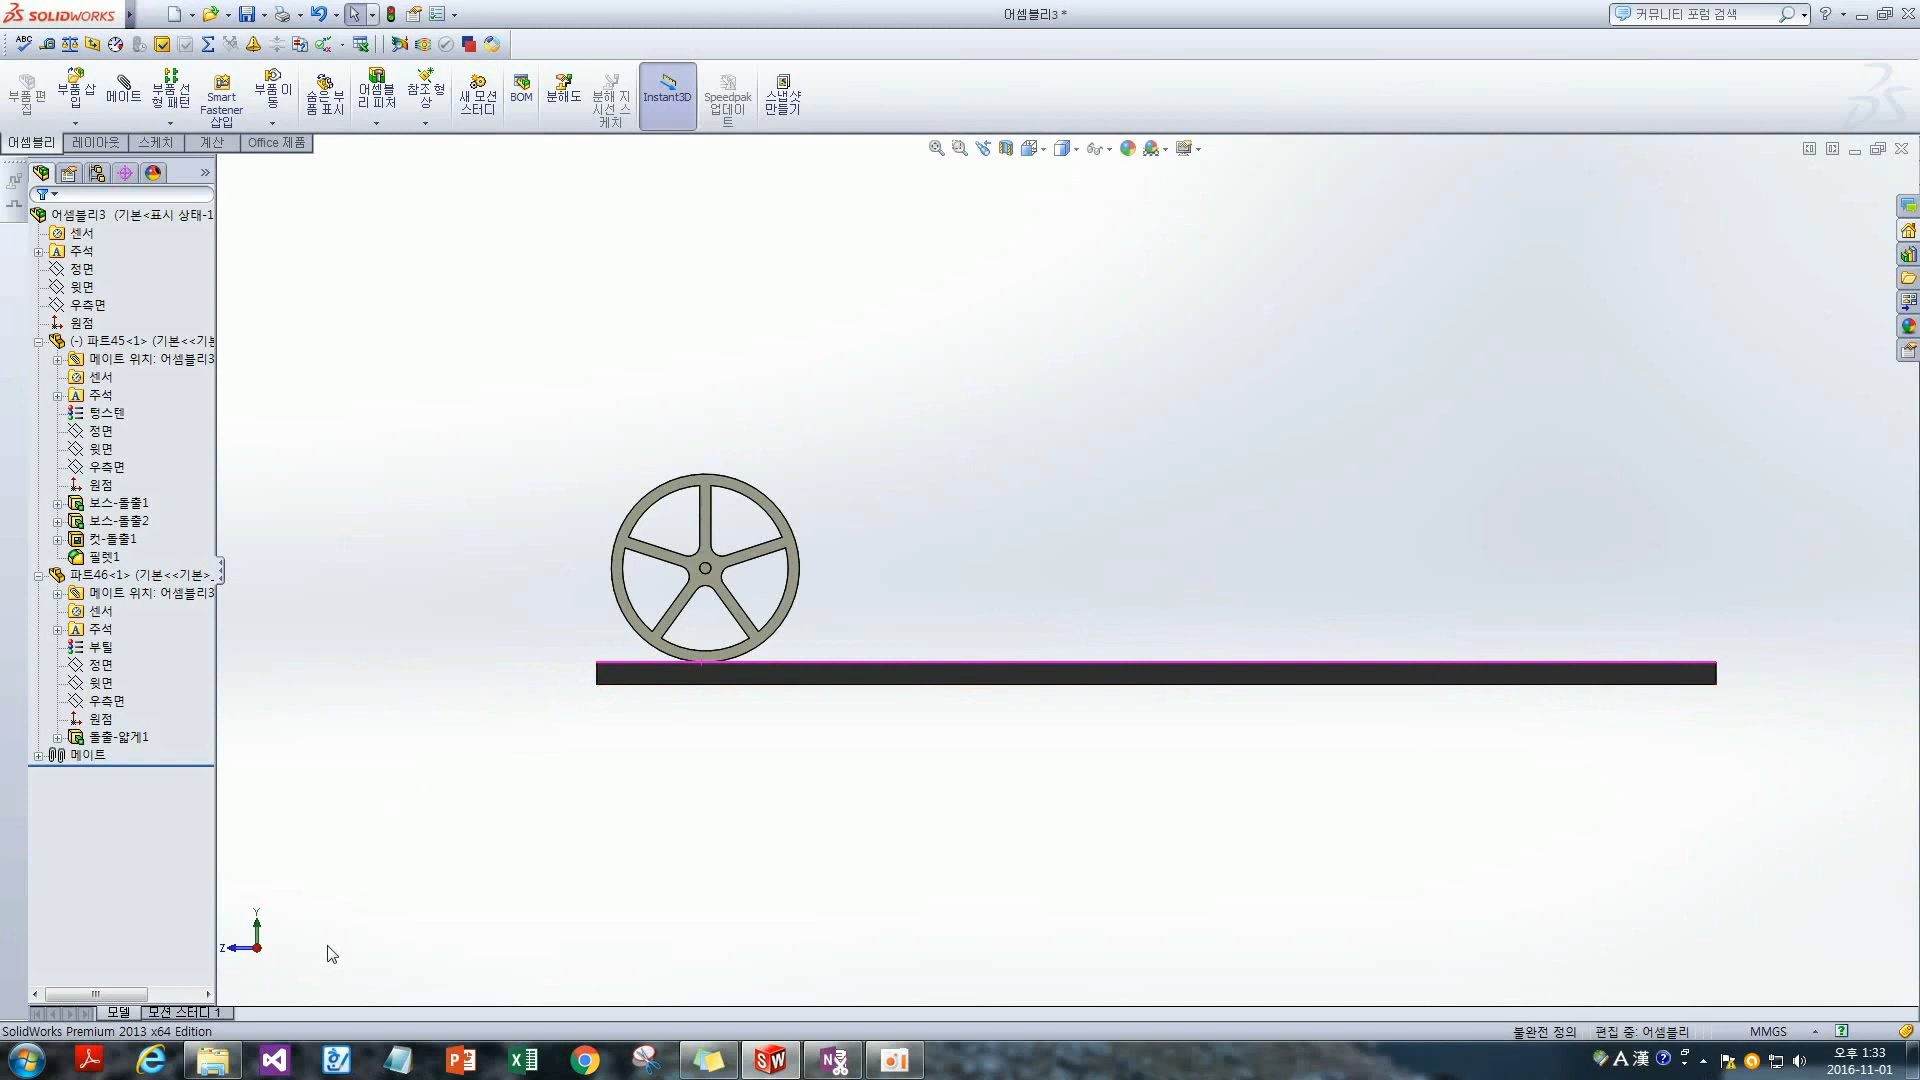 SOLIDWORKS
어셈블리3 *
커뮤니티 포럼 검색
ABC
부품 편집
부품 삽입
메이트
부품 선형 패턴
Smart Fastener 삽입
부품 이동
숨은 부품 표시
어셈블리 피처
참조 형상
새 모션 스터디
BOM
분해도
분해 지시선 스케치
Instant3D
Speedpak 업데이트
스냅샷 만들기
어셈블리
레이아웃
스케치
계산
Office 제품
어셈블리3 (기본<표시 상태-1
센서
주석
정면
윗면
우측면
원점
(-) 파트45<1> (기본<<기본
메이트 위치: 어셈블리3
센서
주석
텅스텐
정면
윗면
우측면
원점
보스-돌출1
보스-돌출2
컷-돌출1
필렛1
파트46<1> (기본<<기본>_
메이트 위치: 어셈블리3
센서
주석
부틸
정면
윗면
우측면
원점
돌출-얇게1
메이트
Y
Z
모델
모션 스터디 1
SolidWorks Premium 2013 x64 Edition
불완전 정의
편집 중: 어셈블리
MMGS
A 漢
오후 1:33
2016-11-01